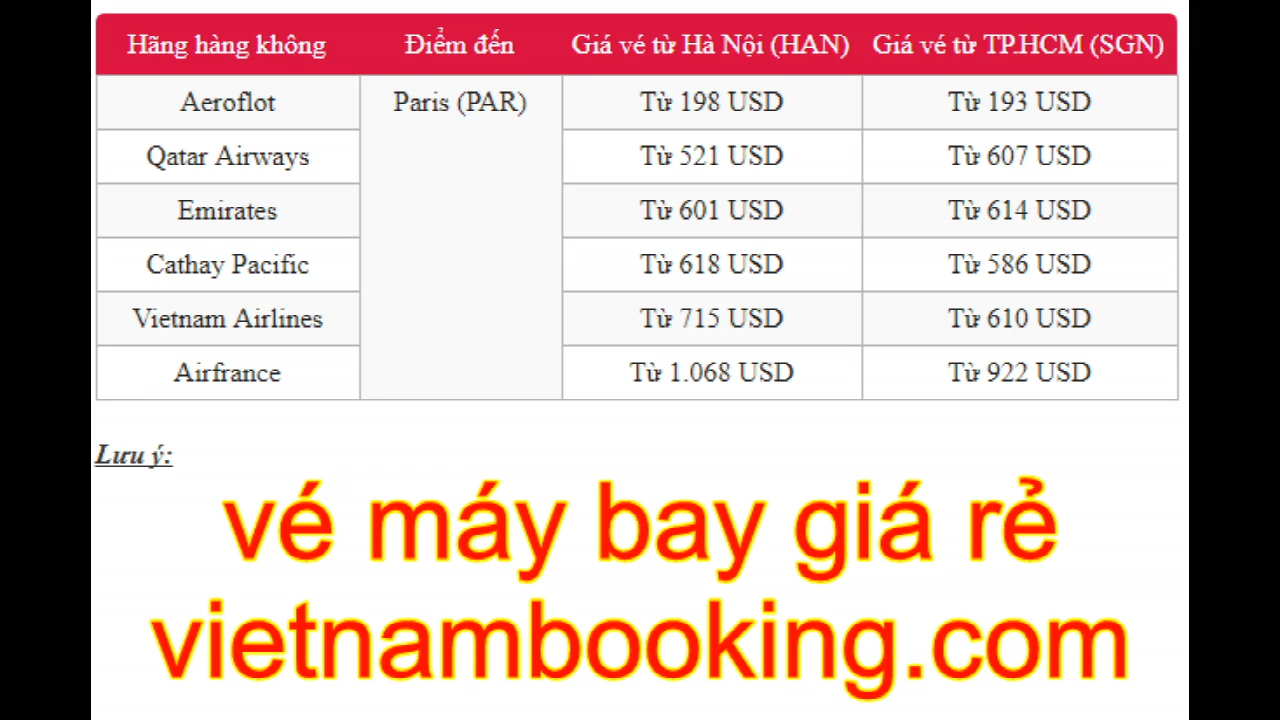 Hãng hàng không Điểm đến Giá vé từ Hà Nội (HAN) Giá vé từ TP.HCM (SGN)
Aeroflot Paris (PAR) Từ 198 USD Từ 193 USD
Qatar Airways Từ 521 USD Từ 607 USD
Emirates Từ 601 USD Từ 614 USD
Cathay Pacific Từ 618 USD Từ 586 USD
Vietnam Airlines Từ 715 USD Từ 610 USD
Airfrance Từ 1.068 USD Từ 922 USD
Lưu ý:
vé máy bay giá rẻ
vietnambooking.com